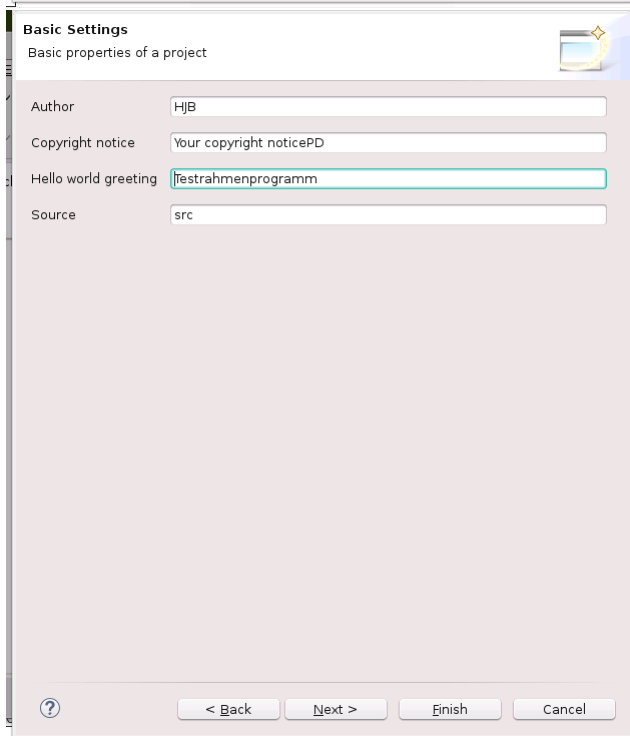 Basic Settings
Basic properties of a project
Author HJB
Copyright notice Your copyright noticePD
Hello world greeting Testrahmenprogramm
Source src
? < Back Next > Finish Cancel